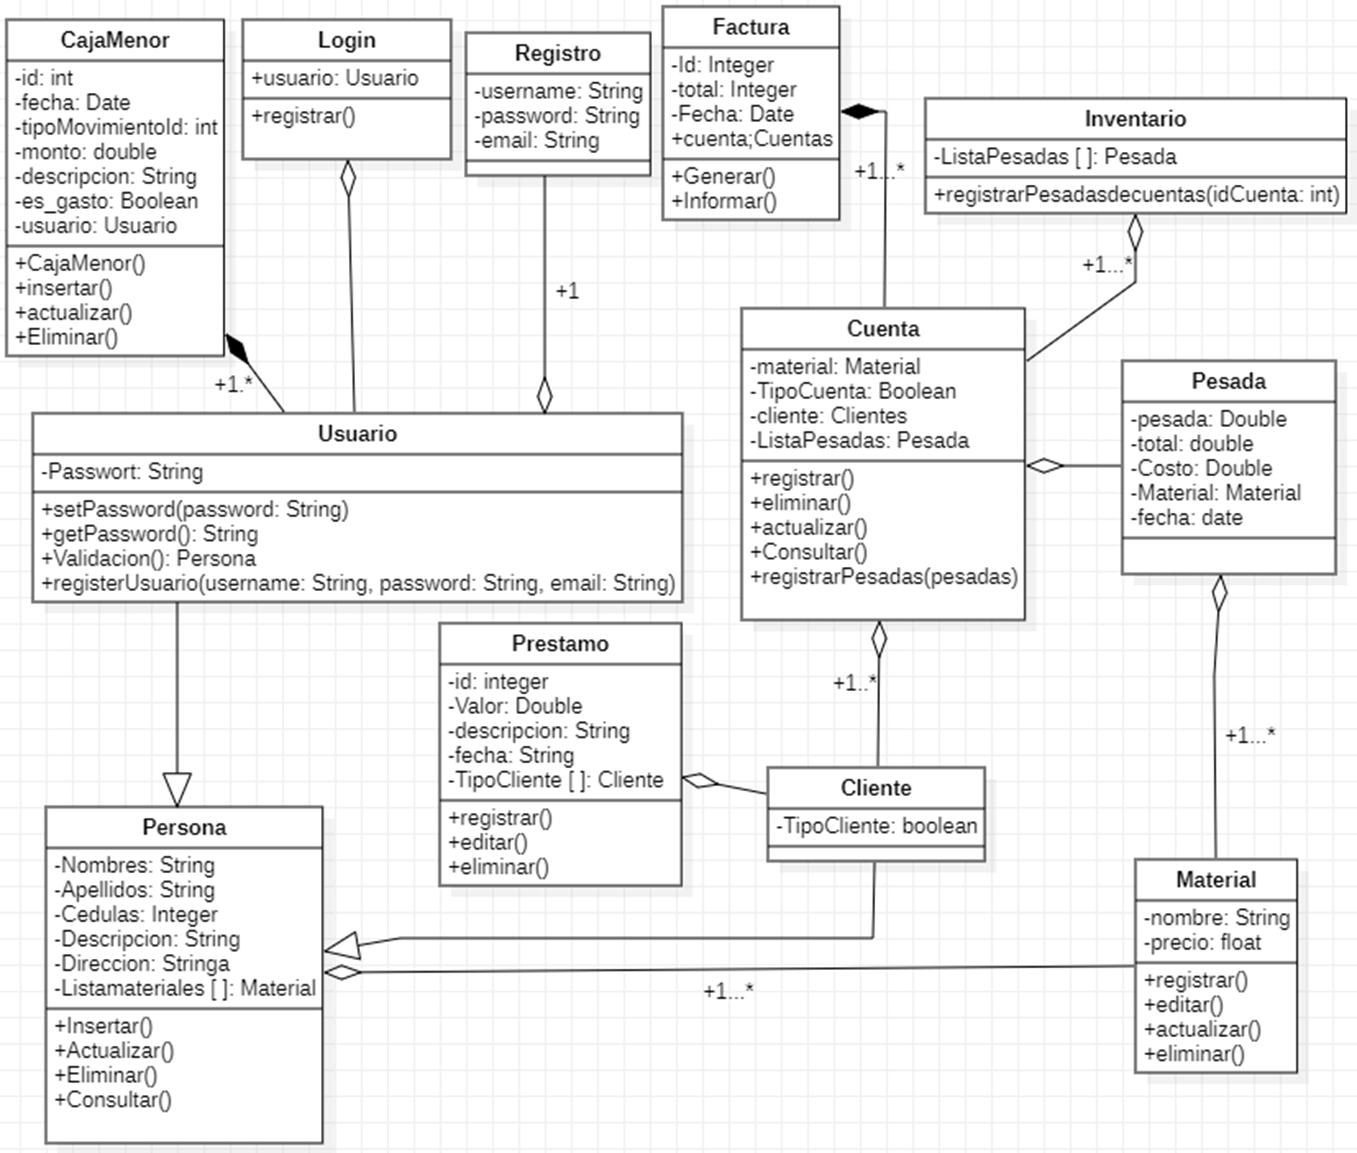 CajaMenor
-id: int
-fecha: Date
-tipoMovimientoId: int
-monto: double
-descripcion: String
-es_gasto: Boolean
-usuario: Usuario
+CajaMenor()
+insertar()
+actualizar()
+Eliminar()
Login
+usuario: Usuario
+registrar()
Registro
-username: String
-password: String
-email: String
Factura
-Id: Integer
-total: Integer
-Fecha: Date
+cuenta;Cuentas
+Generar()
+Informar()
+1...*
Inventario
-ListaPesadas [ ]: Pesada
+registrarPesadasdecuentas(idCuenta: int)
+1...*
+1
+1.*
Usuario
-Passwort: String
+setPassword(password: String)
+getPassword(): String
+Validacion(): Persona
+registerUsuario(username: String, password: String, email: String)
Cuenta
-material: Material
-TipoCuenta: Boolean
-cliente: Clientes
-ListaPesadas: Pesada
+registrar()
+eliminar()
+actualizar()
+Consultar()
+registrarPesadas(pesadas)
Pesada
-pesada: Double
-total: double
-Costo: Double
-Material: Material
-fecha: date
Prestamo
-id: integer
-Valor: Double
-descripcion: String
-fecha: String
-TipoCliente [ ]: Cliente
+registrar()
+editar()
+eliminar()
+1..*
Cliente
-TipoCliente: boolean
+1...*
Persona
-Nombres: String
-Apellidos: String
-Cedulas: Integer
-Descripcion: String
-Direccion: Stringa
-Listamateriales [ ]: Material
+Insertar()
+Actualizar()
+Eliminar()
+Consultar()
+1...*
Material
-nombre: String
-precio: float
+registrar()
+editar()
+actualizar()
+eliminar()